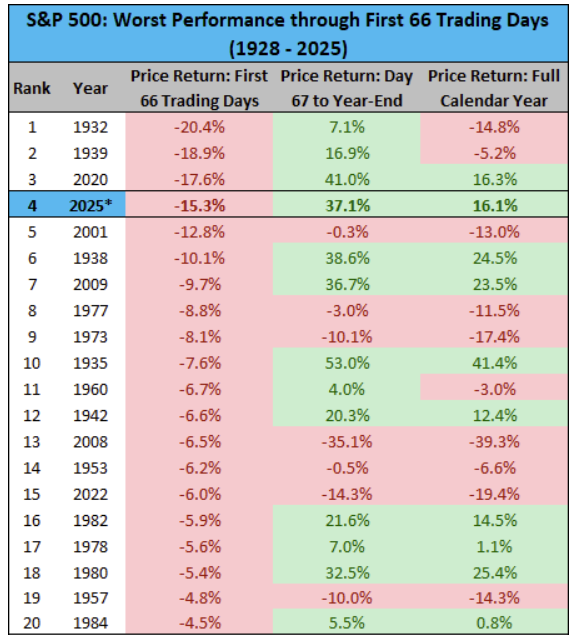 S&P 500: Worst Performance through First 66 Trading Days
(1928 - 2025)
Rank Year Price Return: First 66 Trading Days Price Return: Day 67 to Year-End Price Return: Full Calendar Year
1 1932 -20.4% 7.1% -14.8%
2 1939 -18.9% 16.9% -5.2%
3 2020 -17.6% 41.0% 16.3%
4 2025* -15.3% 37.1% 16.1%
5 2001 -12.8% -0.3% -13.0%
6 1938 -10.1% 38.6% 24.5%
7 2009 -9.7% 36.7% 23.5%
8 1977 -8.8% -3.0% -11.5%
9 1973 -8.1% -10.1% -17.4%
10 1935 -7.6% 53.0% 41.4%
11 1960 -6.7% 4.0% -3.0%
12 1942 -6.6% 20.3% 12.4%
13 2008 -6.5% -35.1% -39.3%
14 1953 -6.2% -0.5% -6.6%
15 2022 -6.0% -14.3% -19.4%
16 1982 -5.9% 21.6% 14.5%
17 1978 -5.6% 7.0% 1.1%
18 1980 -5.4% 32.5% 25.4%
19 1957 -4.8% -10.0% -14.3%
20 1984 -4.5% 5.5% 0.8%